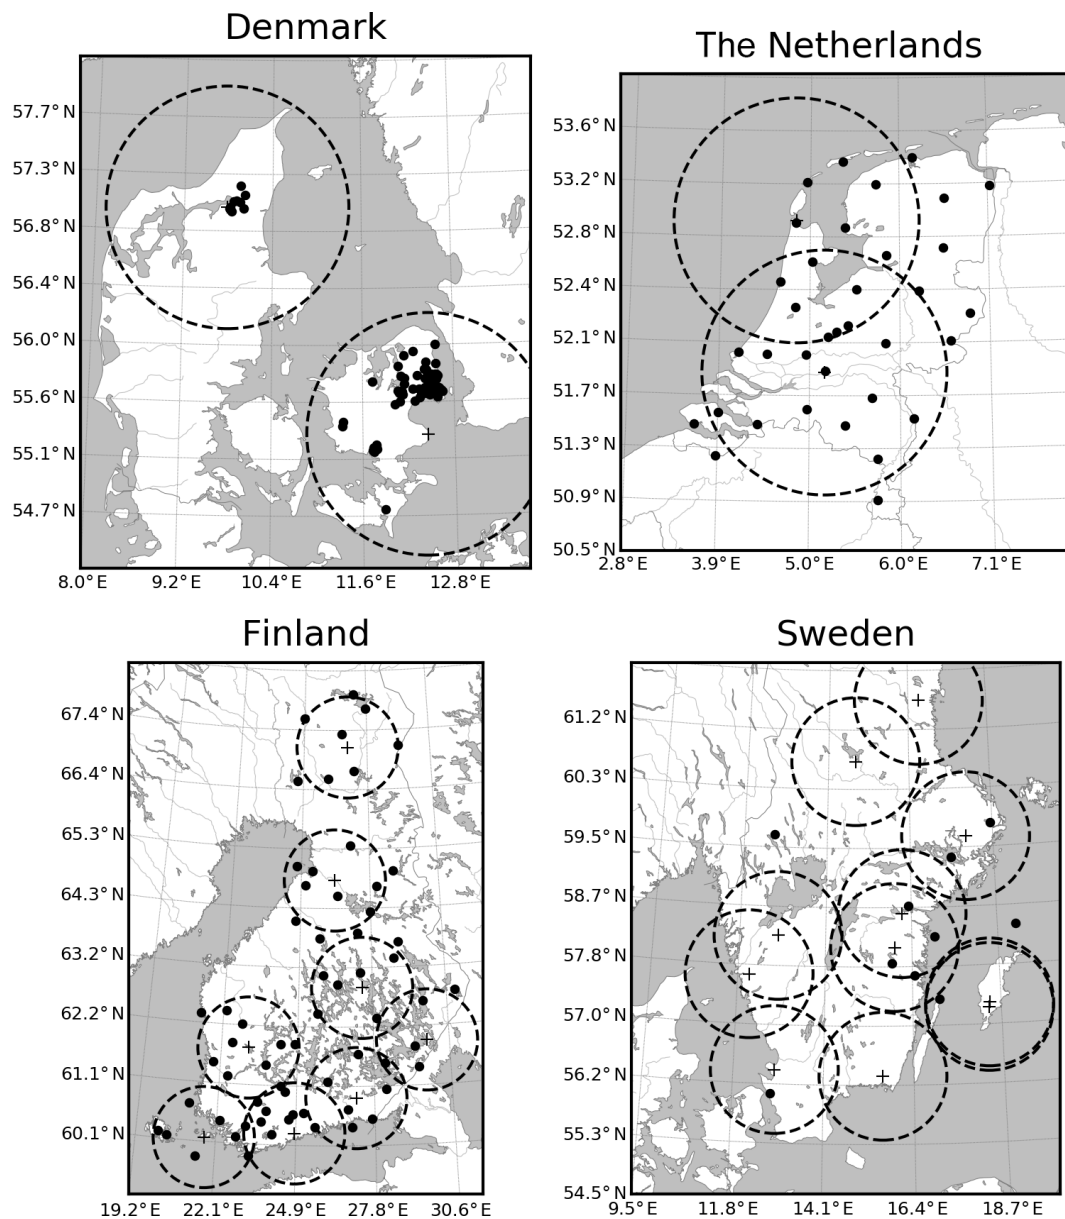 Denmark
57.7° N
57.3° N
56.8° N
56.4° N
56.0° N
55.6° N
55.1° N
54.7° N
8.0° E 9.2° E 10.4° E 11.6° E 12.8° E
The Netherlands
53.6° N
53.2° N
52.8° N
52.4° N
52.1° N
51.7° N
51.3° N
50.9° N
50.5° N
2.8° E 3.9° E 5.0° E 6.0° E 7.1° E
Finland
67.4° N
66.4° N
65.3° N
64.3° N
63.2° N
62.2° N
61.1° N
60.1° N
19.2° E 22.1° E 24.9° E 27.8° E 30.6° E
Sweden
61.2° N
60.3° N
59.5° N
58.7° N
57.8° N
57.0° N
56.2° N
55.3° N
54.5° N
9.5° E 11.8° E 14.1° E 16.4° E 18.7° E